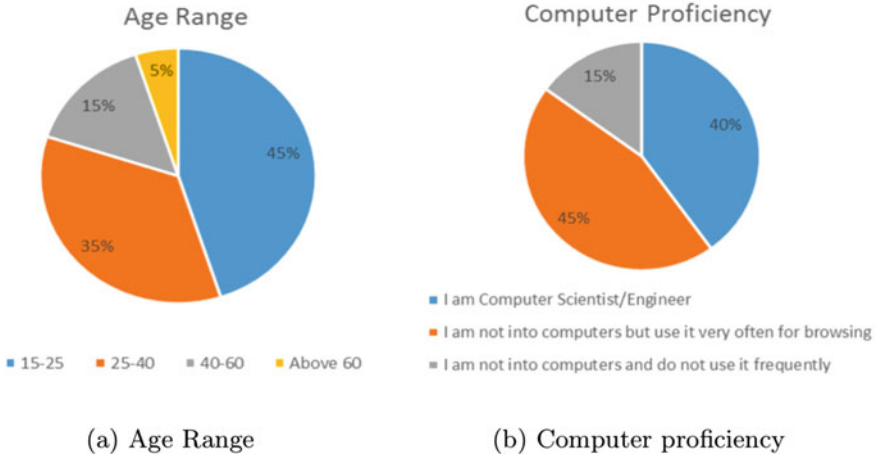 Age Range
5%
15%
45%
35%
15-25 25-40 40-60 Above 60
(a) Age Range
Computer Proficiency
15%
40%
45%
I am Computer Scientist/Engineer
I am not into computers but use it very often for browsing
I am not into computers and do not use it frequently
(b) Computer proficiency